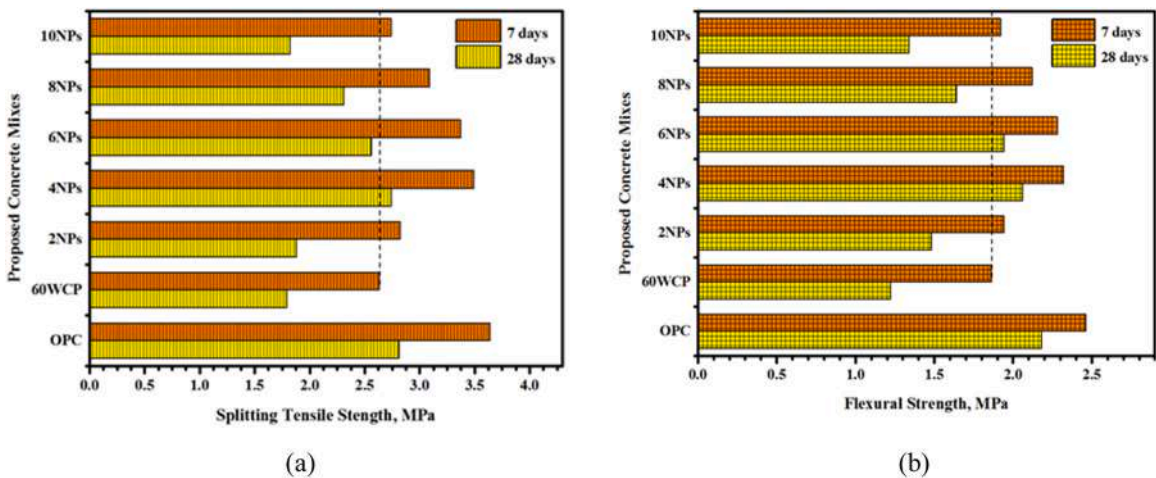 7 days
28 days
10NPs
8NPs
6NPs
4NPs
2NPs
60WCP
OPC
Proposed Concrete Mixes
0.0 0.5 1.0 1.5 2.0 2.5 3.0 3.5 4.0
Splitting Tensile Stength, MPa
(a)
7 days
28 days
10NPs
8NPs
6NPs
4NPs
2NPs
60WCP
OPC
Proposed Concrete Mixes
0.0 0.5 1.0 1.5 2.0 2.5
Flexural Strength, MPa
(b)